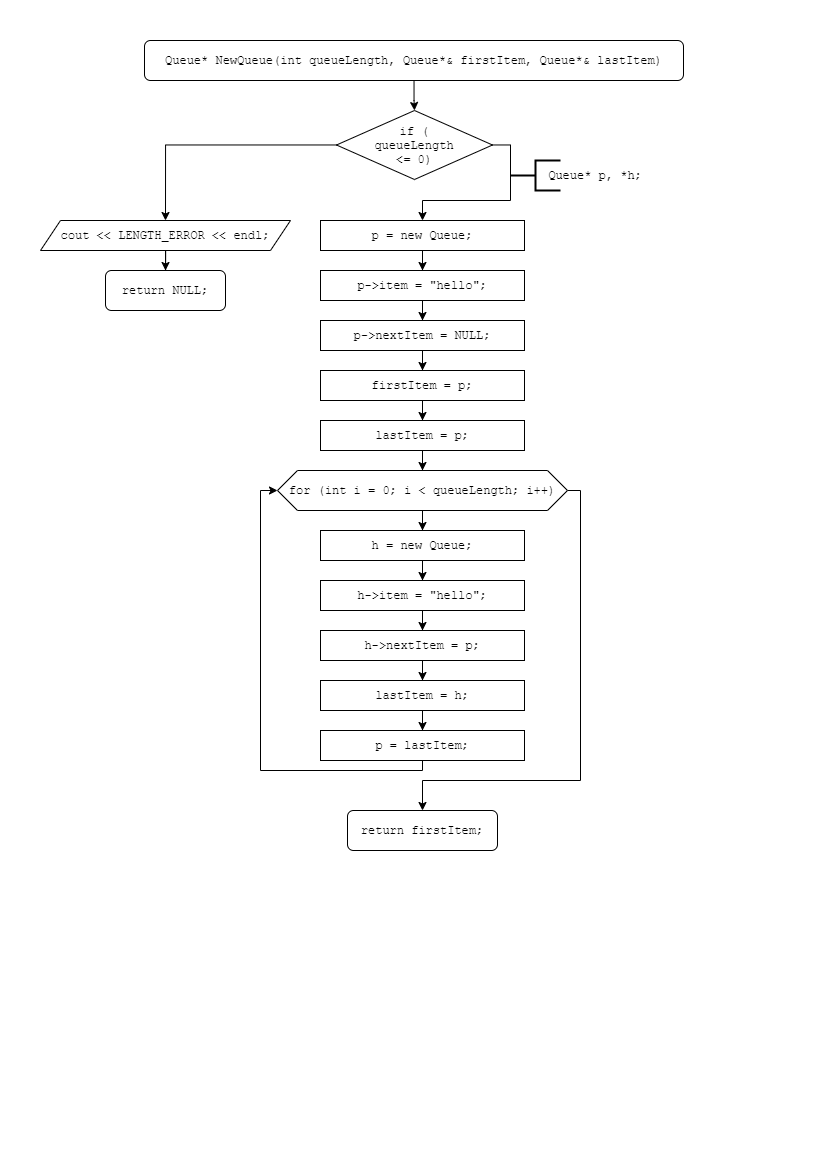 Queue* NewQueue(int queueLength, Queue*& firstItem, Queue*& lastItem)
if (
queueLength
<= 0)
Queue* p, *h;
cout << LENGTH_ERROR << endl;
return NULL;
p = new Queue;
p->item = "hello";
p->nextItem = NULL;
firstItem = p;
lastItem = p;
for (int i = 0; i < queueLength; i++)
h = new Queue;
h->item = "hello";
h->nextItem = p;
lastItem = h;
p = lastItem;
return firstItem;